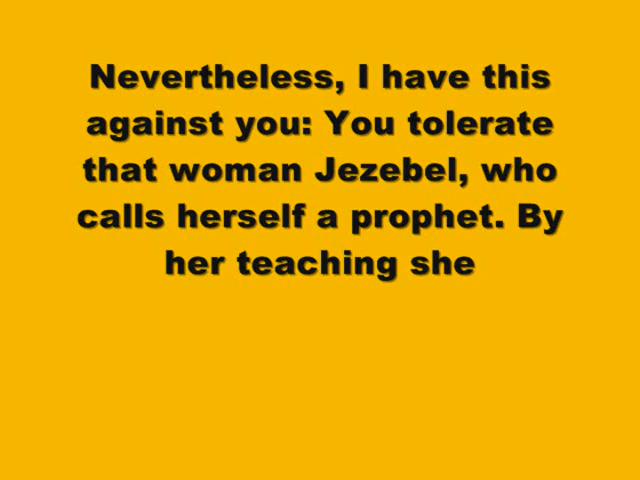 Nevertheless, I have this
against you: You tolerate
that woman Jezebel, who
calls herself a prophet. By
her teaching she